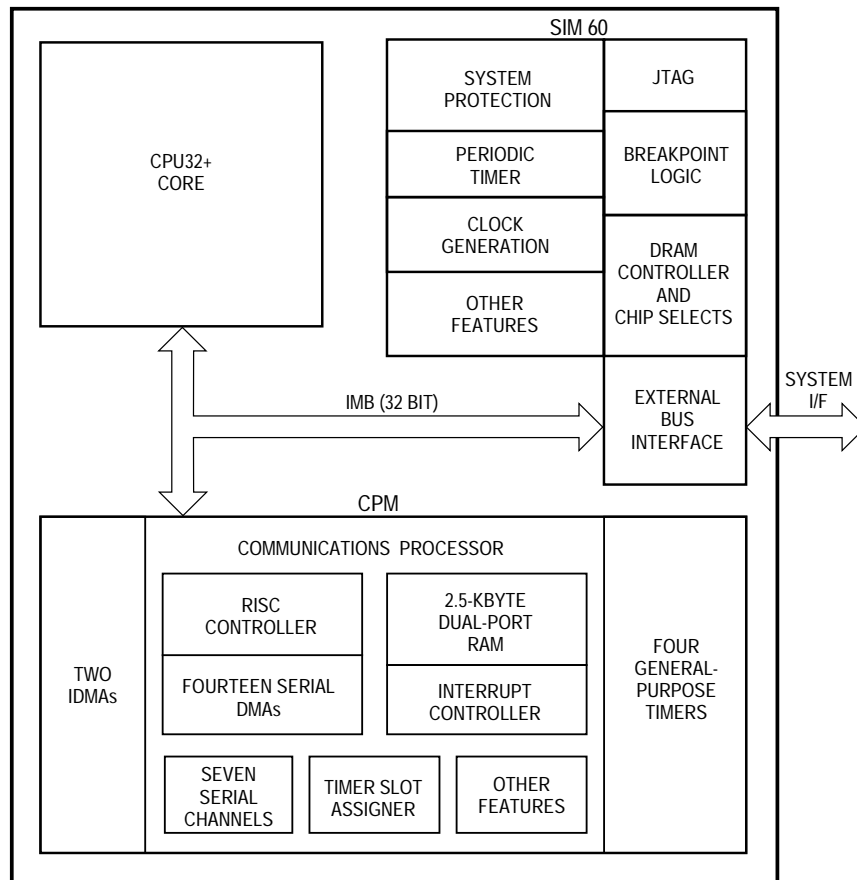 SIM 60
CPU32+
CORE
SYSTEM
PROTECTION
JTAG
PERIODIC
TIMER
BREAKPOINT
LOGIC
CLOCK
GENERATION
OTHER
FEATURES
DRAM
CONTROLLER
AND
CHIP SELECTS
IMB (32 BIT)
EXTERNAL
BUS
INTERFACE
SYSTEM
I/F
CPM
TWO
IDMAs
COMMUNICATIONS PROCESSOR
RISC
CONTROLLER
2.5-KBYTE
DUAL-PORT
RAM
FOURTEEN SERIAL
DMAs
INTERRUPT
CONTROLLER
SEVEN
SERIAL
CHANNELS
TIMER SLOT
ASSIGNER
OTHER
FEATURES
FOUR
GENERAL-
PURPOSE
TIMERS